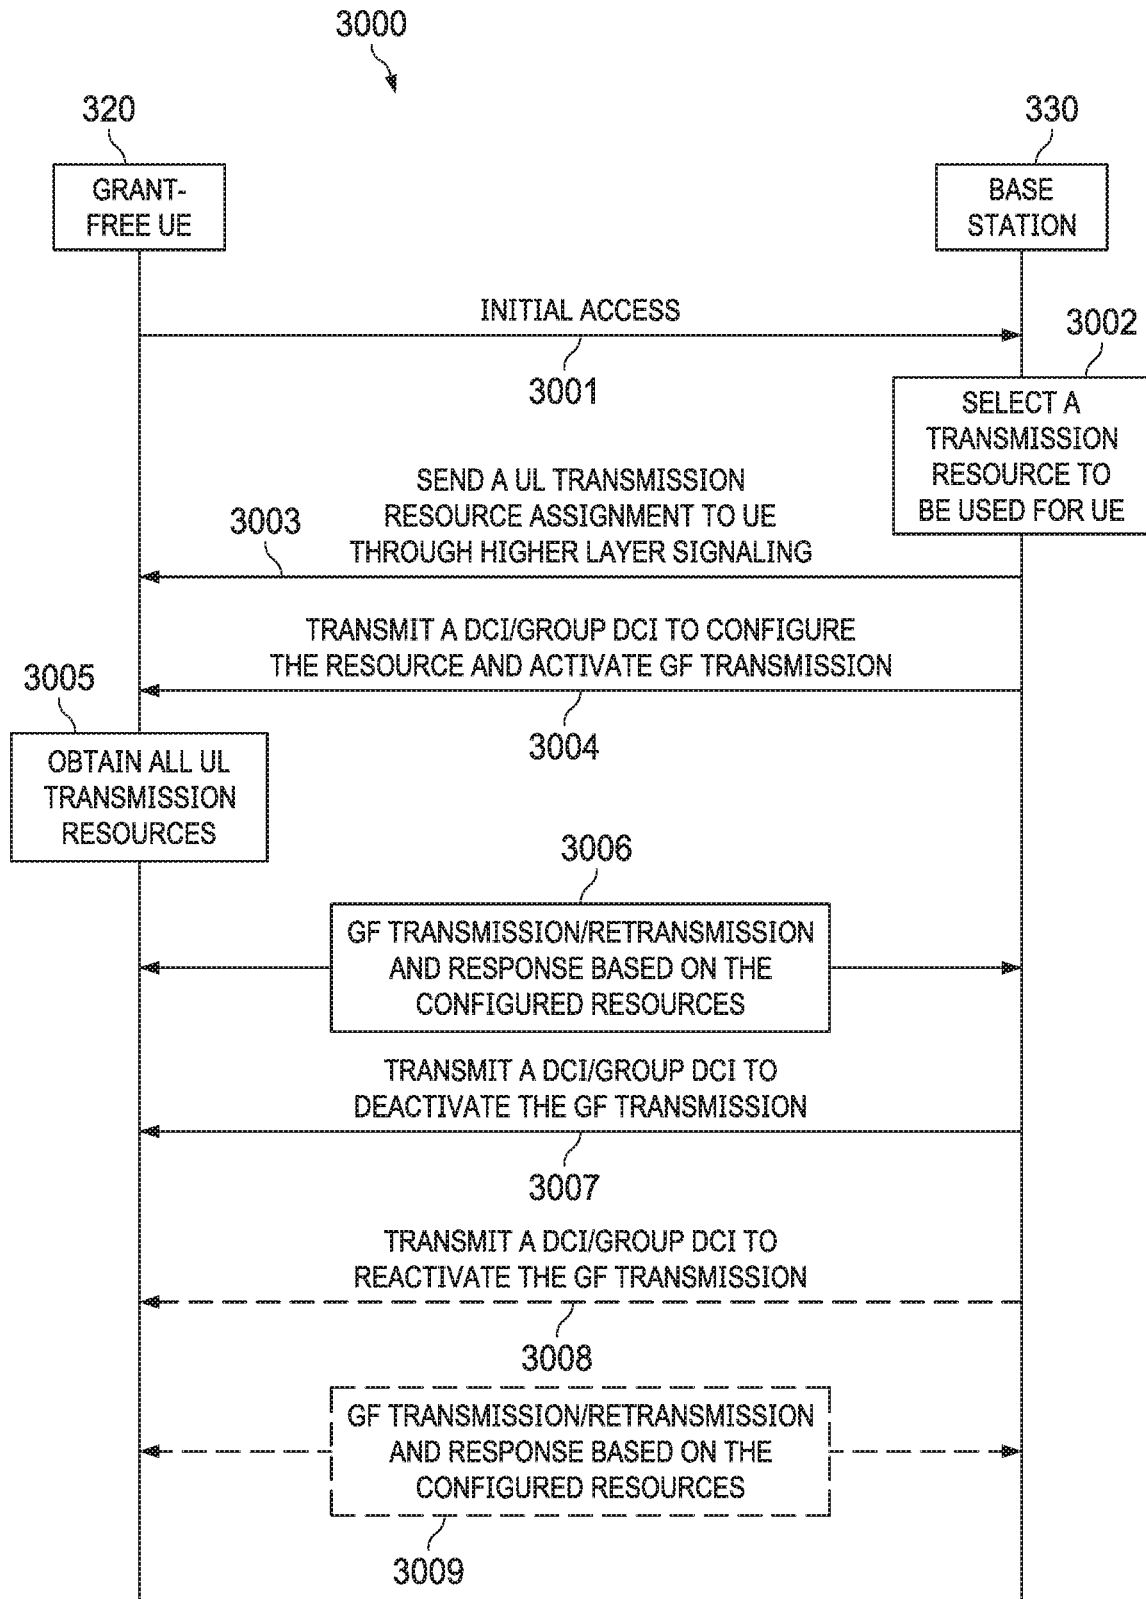 3000
320
330
GRANT-
FREE UE
BASE
STATION
INITIAL ACCESS
3001
3002
SELECT A
TRANSMISSION
RESOURCE TO
BE USED FOR UE
SEND A UL TRANSMISSION
RESOURCE ASSIGNMENT TO UE
THROUGH HIGHER LAYER SIGNALING
3003
TRANSMIT A DCI/GROUP DCI TO CONFIGURE
THE RESOURCE AND ACTIVATE GF TRANSMISSION
3004
3005
OBTAIN ALL UL
TRANSMISSION
RESOURCES
3006
GF TRANSMISSION/RETRANSMISSION
AND RESPONSE BASED ON THE
CONFIGURED RESOURCES
TRANSMIT A DCI/GROUP DCI TO
DEACTIVATE THE GF TRANSMISSION
3007
TRANSMIT A DCI/GROUP DCI TO
REACTIVATE THE GF TRANSMISSION
3008
GF TRANSMISSION/RETRANSMISSION
AND RESPONSE BASED ON THE
CONFIGURED RESOURCES
3009